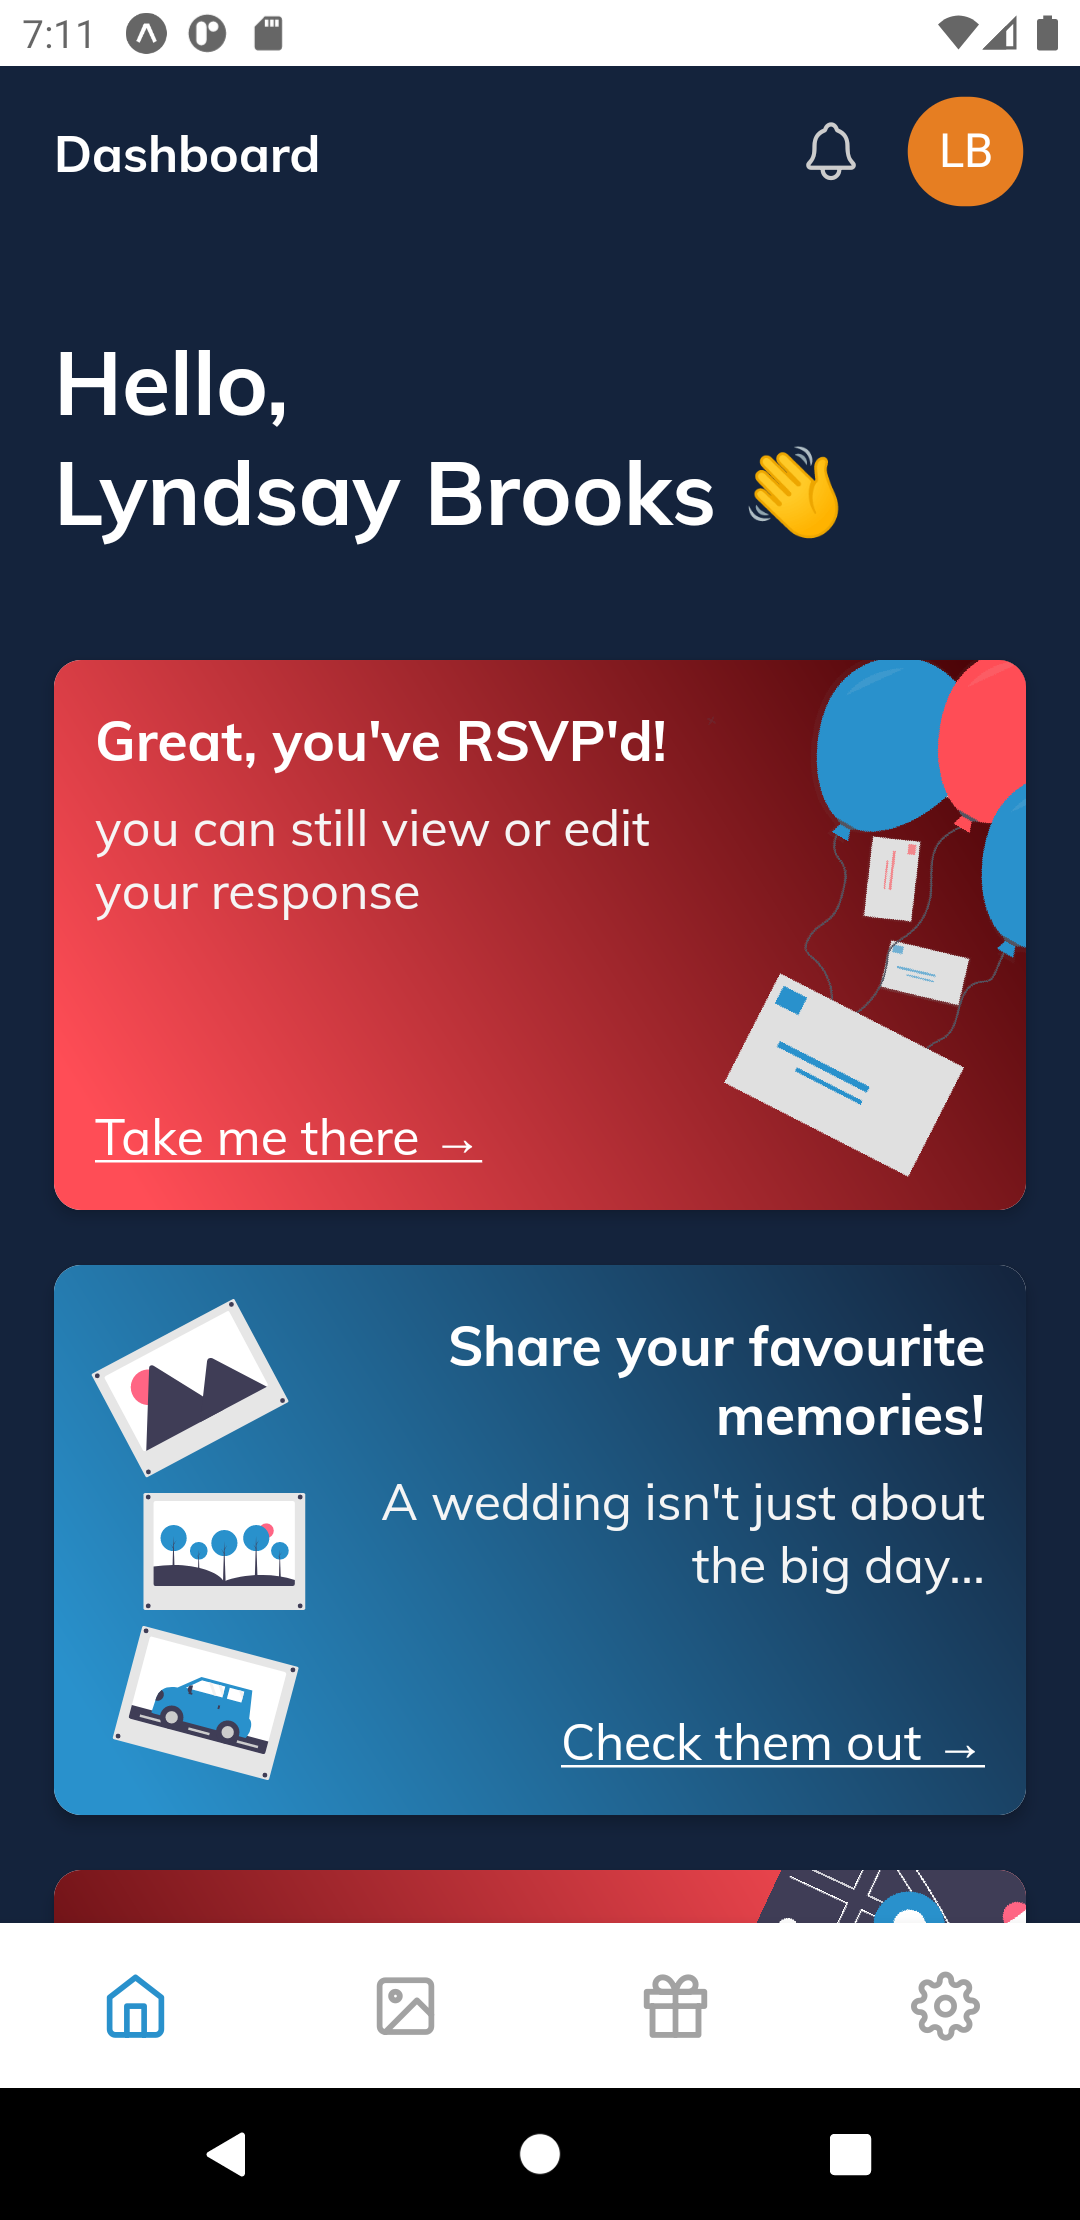 7:11
Dashboard
LB
Hello,
Lyndsay Brooks 👋
Great, you've RSVP'd!
you can still view or edit
your response
Take me there →
Share your favourite
memories!
A wedding isn't just about
the big day...
Check them out →